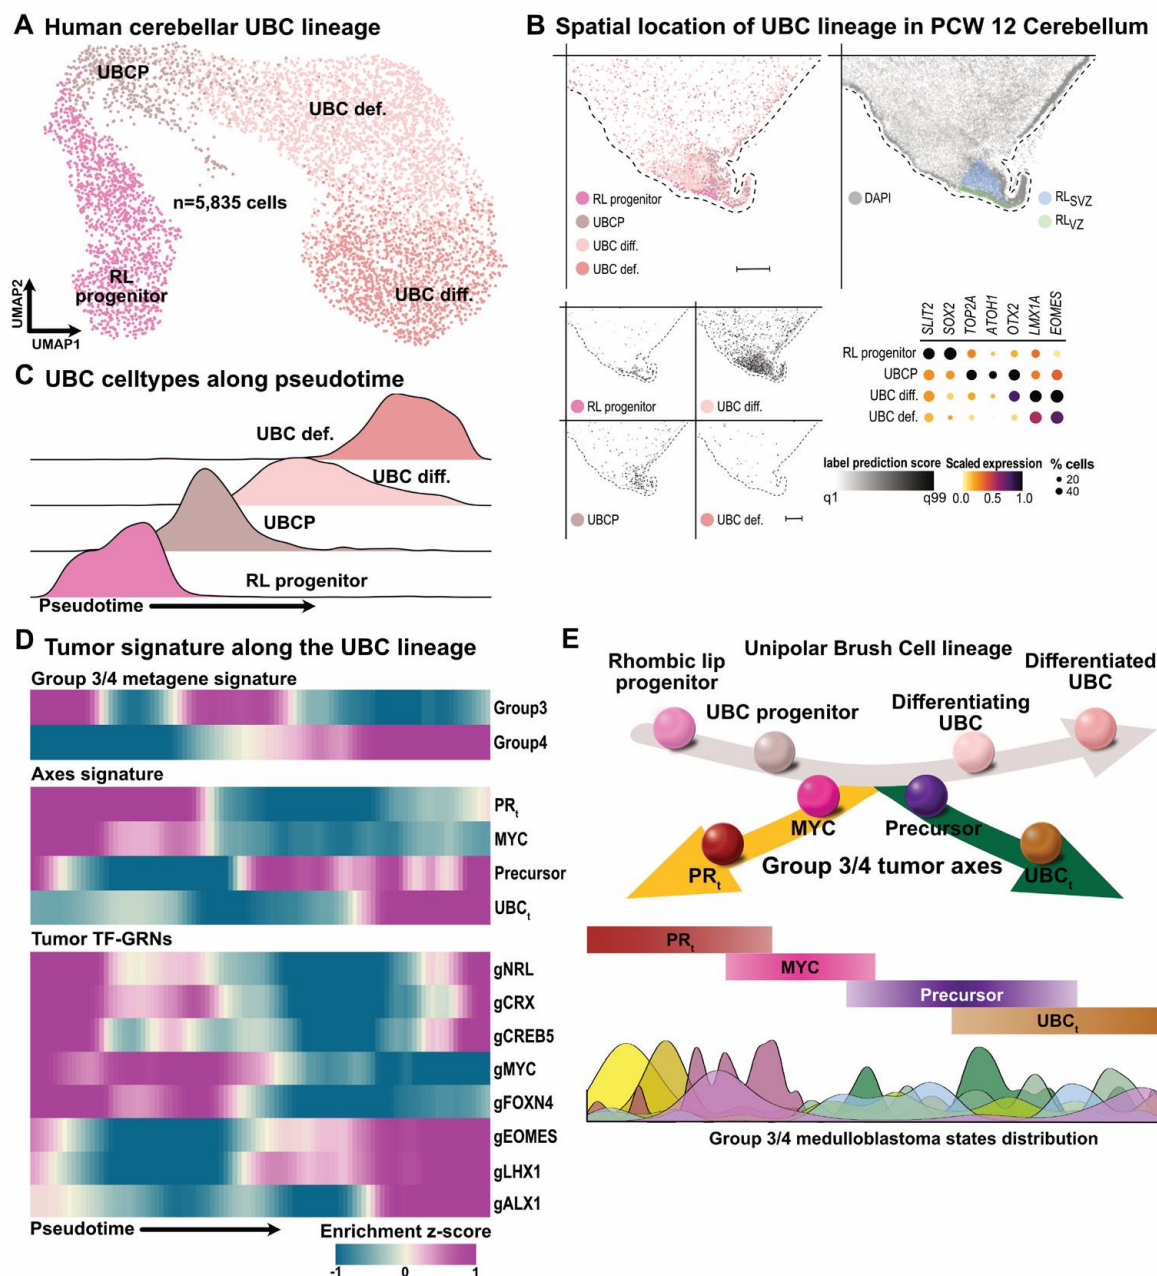 A Human cerebellar UBC lineage
UBCP
UBC def.
n=5,835 cells
RL
progenitor
UBC diff.
UMAP2
UMAP1
B Spatial location of UBC lineage in PCW 12 Cerebellum
RL progenitor
UBCP
UBC diff.
UBC def.
DAPI
RLSVZ
RLVZ
RL progenitor
UBC diff.
UBCP
UBC def.
SLIT2
SOX2
TOP2A
ATOH1
OTX2
LMX1A
EOMES
RL progenitor
UBCP
UBC diff.
UBC def.
label prediction score
q1
q99
Scaled expression
0.0 0.5 1.0
% cells
20
40
C UBC celltypes along pseudotime
UBC def.
UBC diff.
UBCP
RL progenitor
Pseudotime
D Tumor signature along the UBC lineage
Group 3/4 metagene signature
Group3
Group4
Axes signature
PRt
MYC
Precursor
UBCt
Tumor TF-GRNs
gNRL
gCRX
gCREB5
gMYC
gFOXN4
gEOMES
gLHX1
gALX1
Pseudotime
Enrichment z-score
-1 0 1
E
Unipolar Brush Cell lineage
Rhombic lip
progenitor
UBC progenitor
Differentiating
UBC
Differentiated
UBC
MYC
Precursor
PRt
Group 3/4 tumor axes
UBCt
PRt
MYC
Precursor
UBCt
Group 3/4 medulloblastoma states distribution